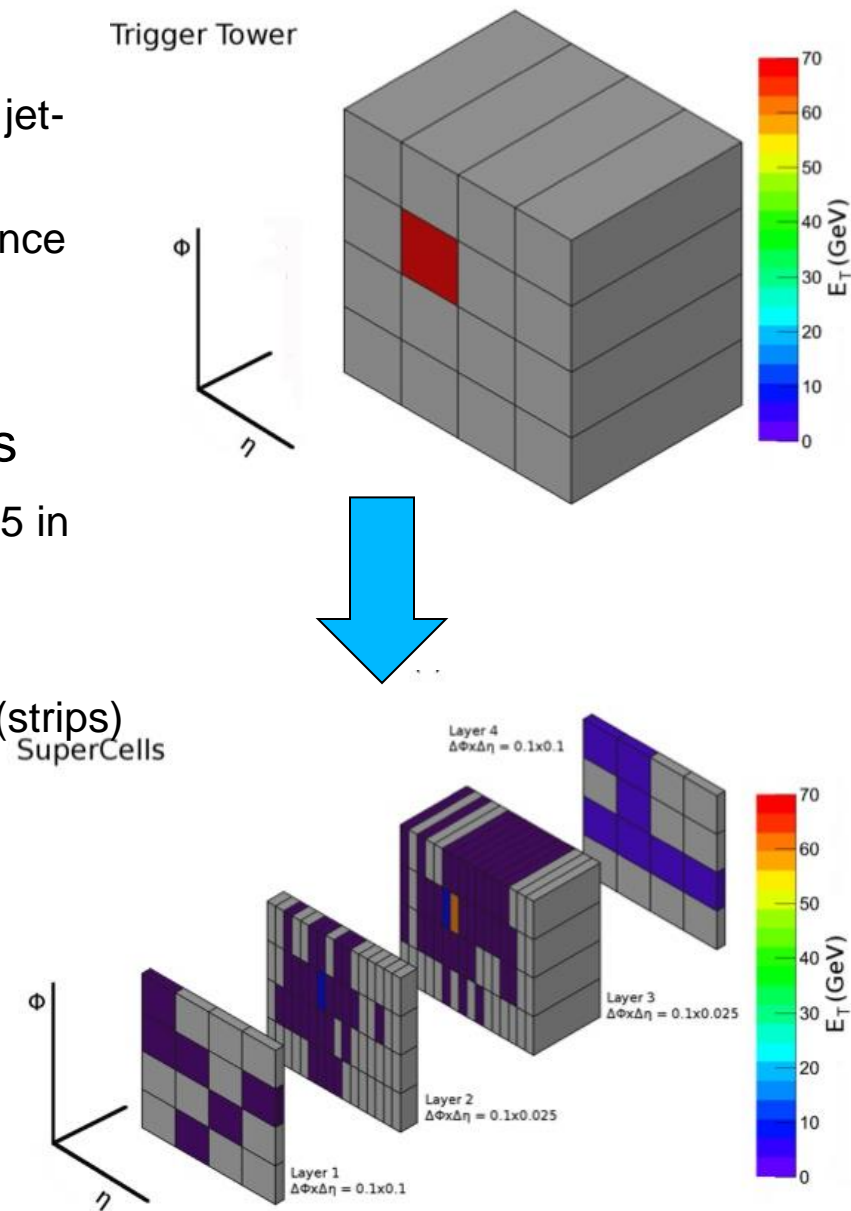 Trigger Tower
jet-
nce
s
5 in
(strips)
Φ
η
70
60
50
40
30
20
10
0
E_T (GeV)
SuperCells
Layer 4
ΔΦxΔη = 0.1x0.1
Layer 3
ΔΦxΔη = 0.1x0.025
Layer 2
ΔΦxΔη = 0.1x0.025
Layer 1
ΔΦxΔη = 0.1x0.1
Φ
η
70
60
50
40
30
20
10
0
E_T (GeV)